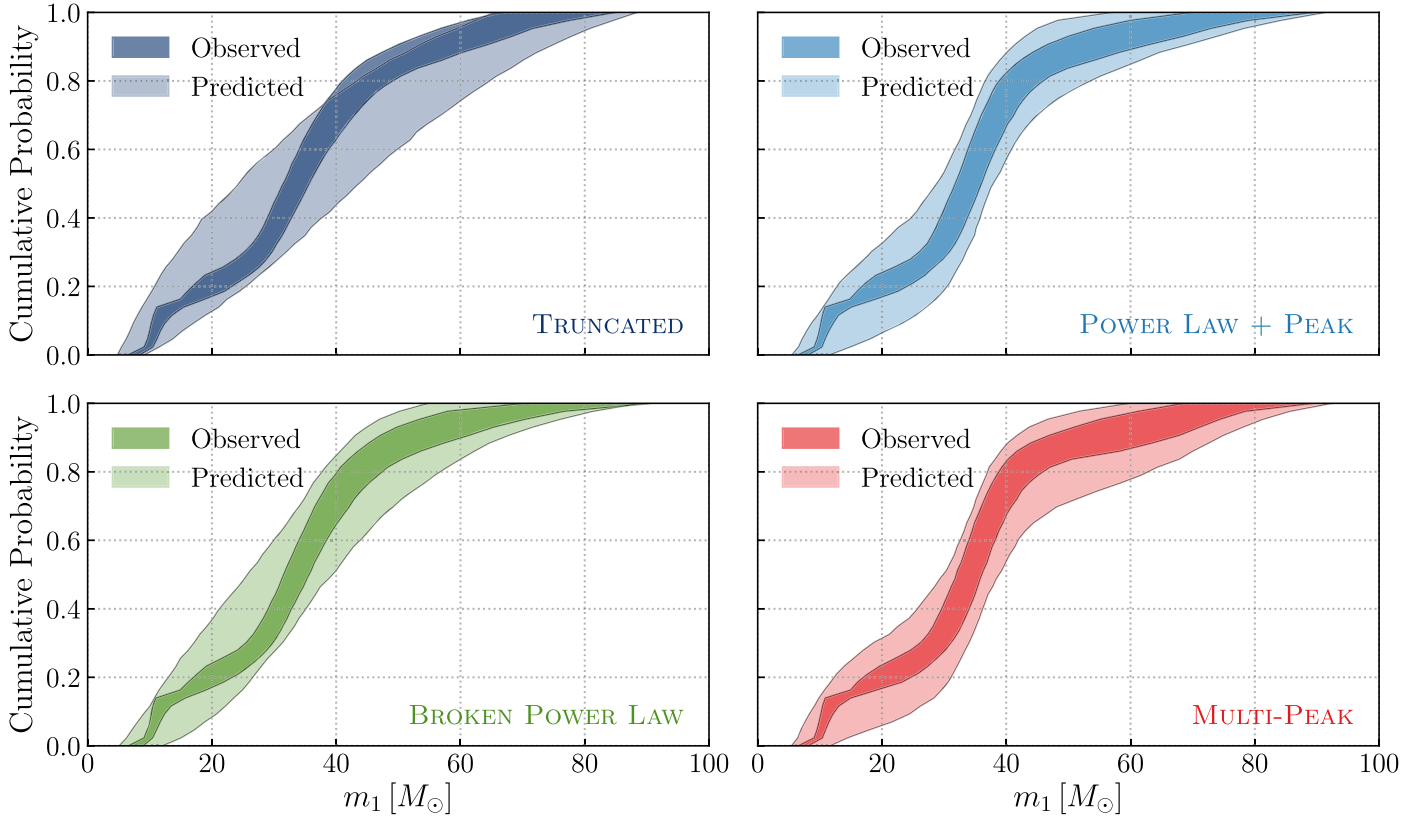 Cumulative Probability
1.0
0.8
0.6
0.4
0.2
0.0
Observed
Predicted
TRUNCATED
Observed
Predicted
POWER LAW + PEAK
Cumulative Probability
1.0
0.8
0.6
0.4
0.2
0.0
Observed
Predicted
BROKEN POWER LAW
0 20 40 60 80 100
m₁ [M☉]
Observed
Predicted
MULTI-PEAK
0 20 40 60 80 100
m₁ [M☉]